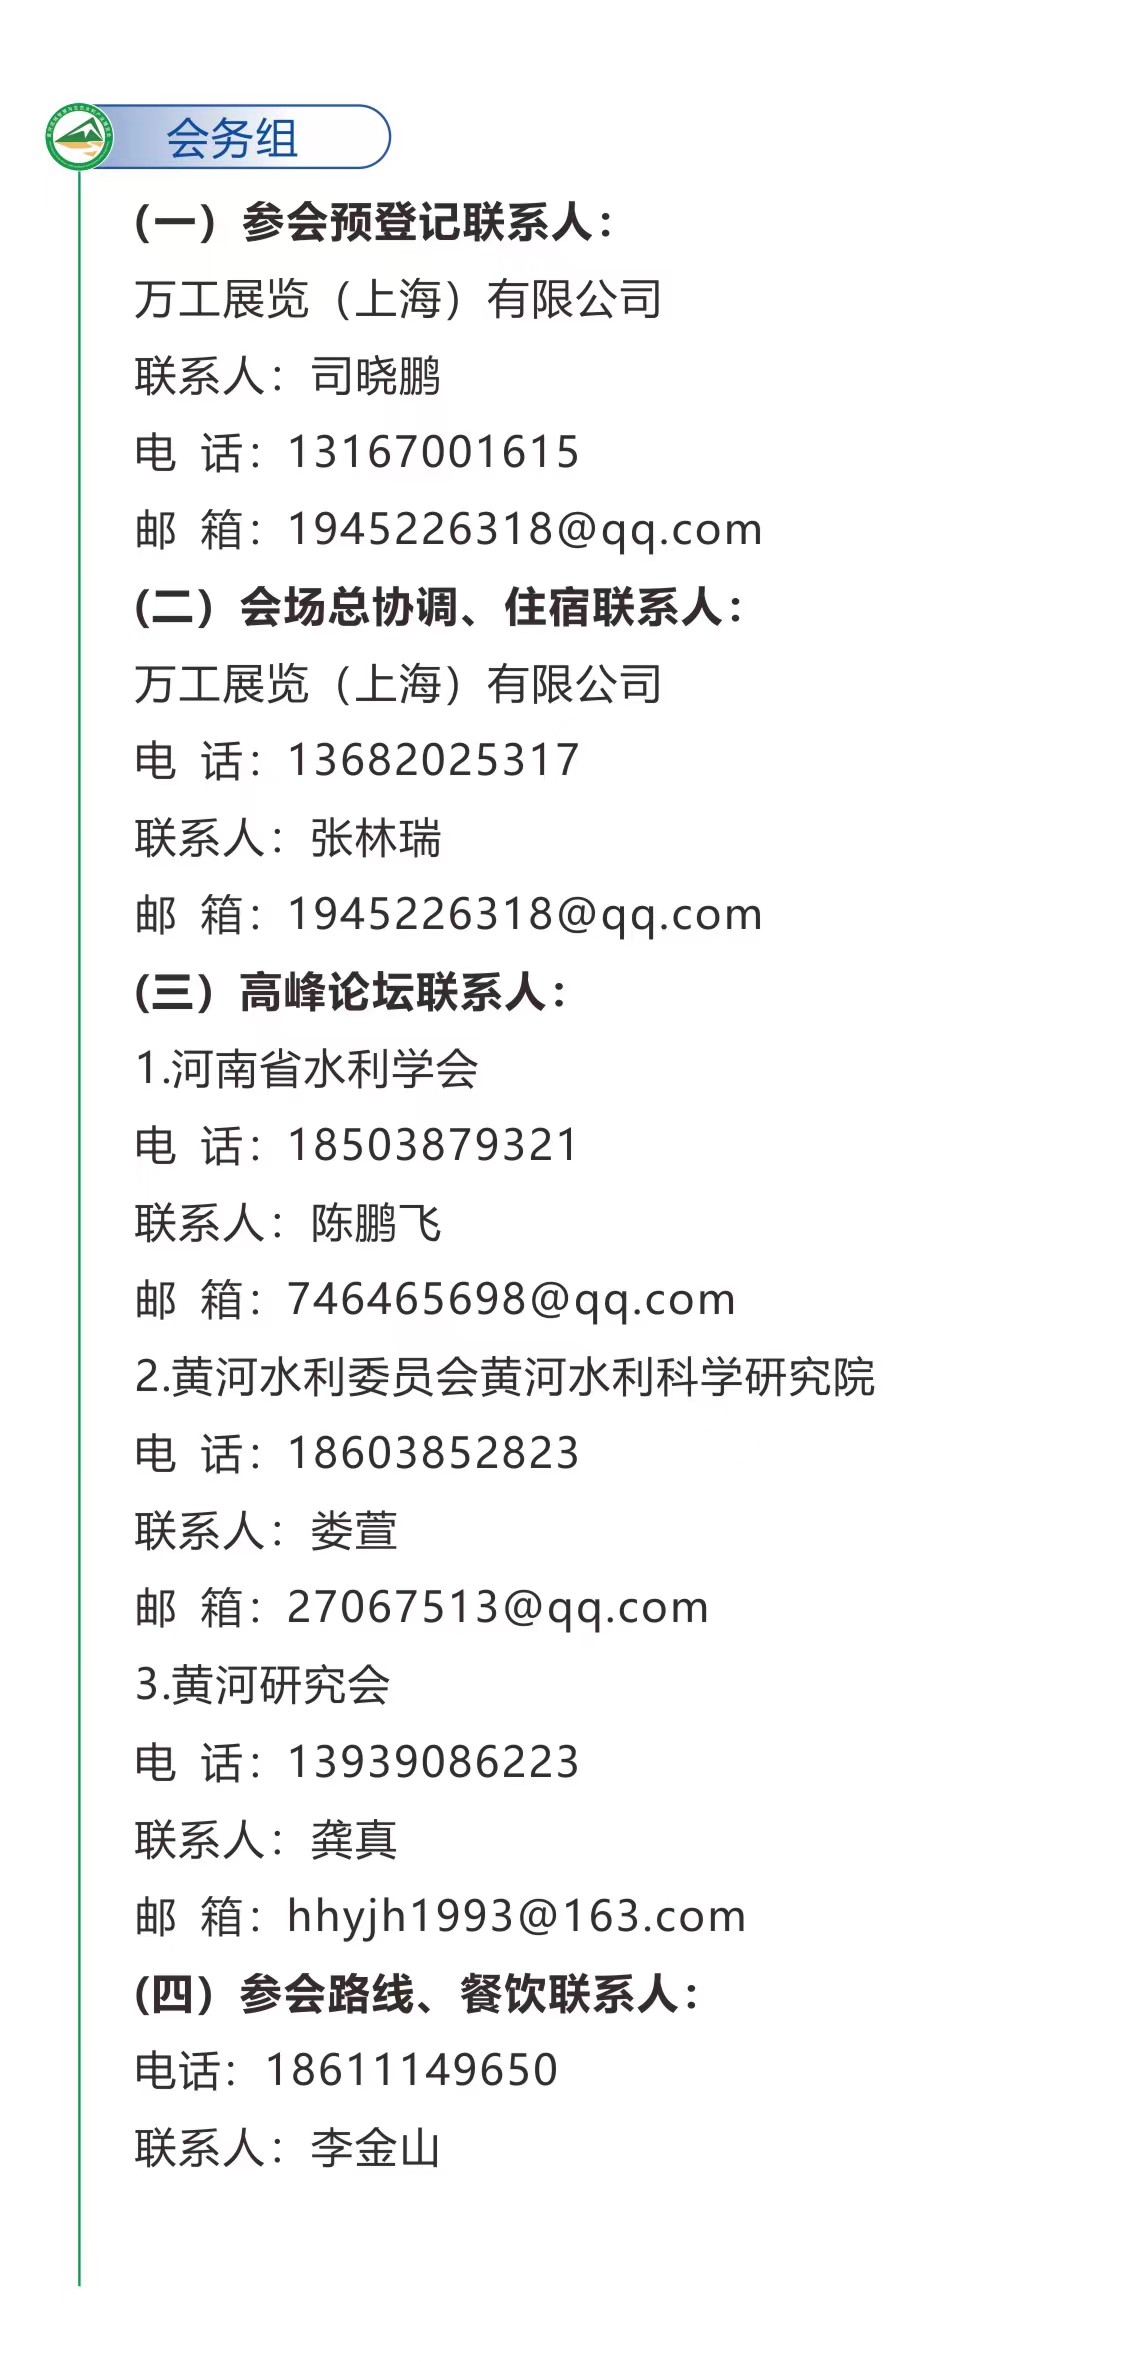 会务组
(一）参会预登记联系人：
万工展览（上海）有限公司
联系人：司晓鹏
电 话：13167001615
邮 箱：1945226318@qq.com
(二）会场总协调、住宿联系人：
万工展览（上海）有限公司
电 话：13682025317
联系人：张林瑞
邮 箱：1945226318@qq.com
(三）高峰论坛联系人：
1.河南省水利学会
电 话：18503879321
联系人：陈鹏飞
邮 箱：746465698@qq.com
2.黄河水利委员会黄河水利科学研究院
电 话：18603852823
联系人：娄萱
邮 箱：27067513@qq.com
3.黄河研究会
电 话：13939086223
联系人：龚真
邮 箱：hhyjh1993@163.com
(四）参会路线、餐饮联系人：
电话：18611149650
联系人：李金山